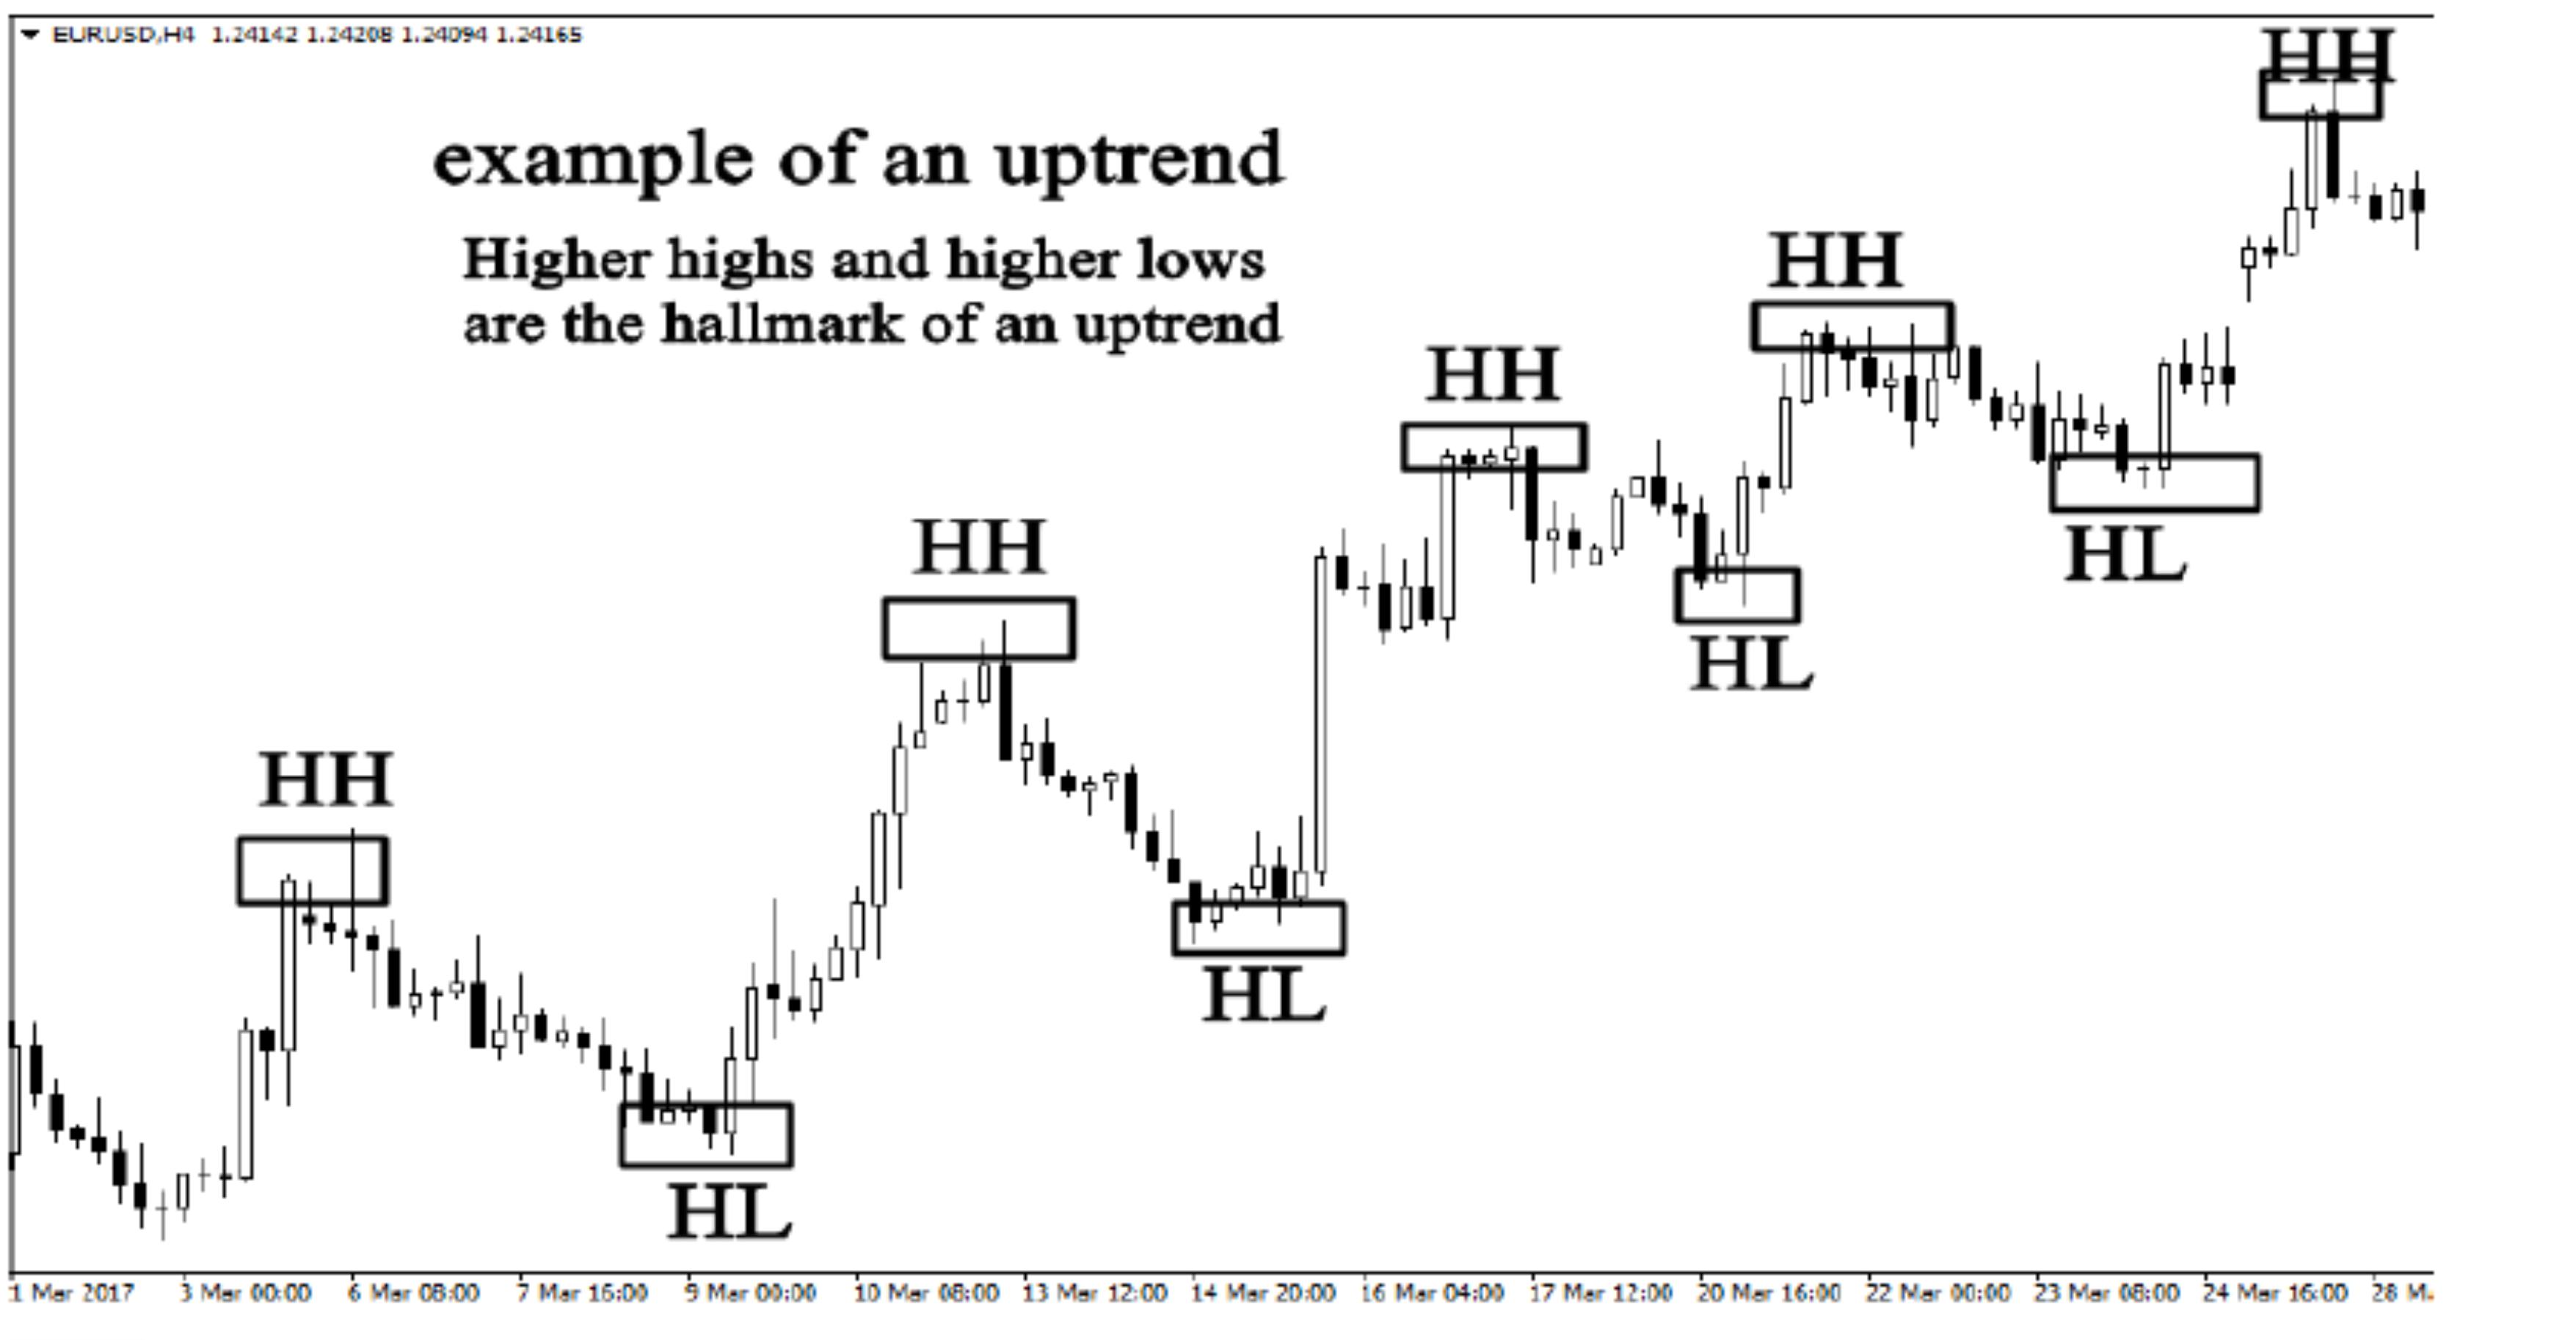 EURUSD,H4 1.24142 1.24208 1.24094 1.24165
HH
example of an uptrend
Higher highs and higher lows
are the hallmark of an uptrend
HH
HH
HH
HL
HL
HH
HL
HL
1 Mar 2017 3 Mar 00:00 6 Mar 08:00 7 Mar 16:00 9 Mar 00:00 10 Mar 08:00 13 Mar 12:00 14 Mar 20:00 16 Mar 04:00 17 Mar 12:00 20 Mar 16:00 22 Mar 00:00 23 Mar 08:00 24 Mar 16:00 28 M